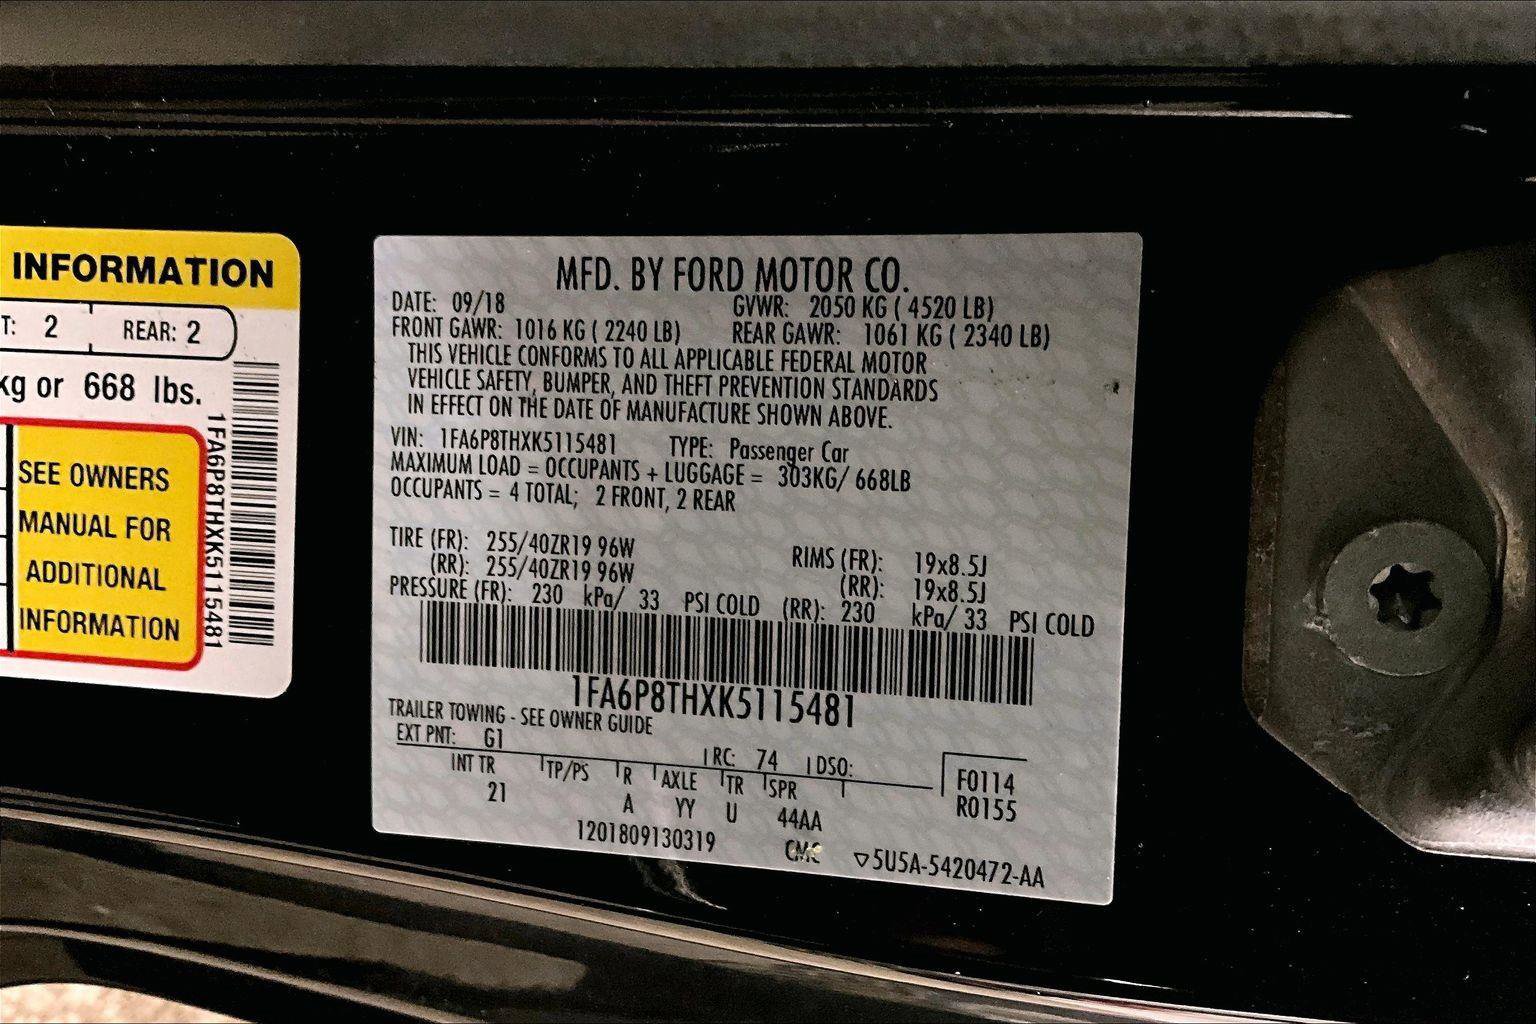 INFORMATION
T: 2 REAR: 2
kg or 668 lbs.
SEE OWNERS
MANUAL FOR
ADDITIONAL
INFORMATION
1FA6P8THXK5115481
MFD. BY FORD MOTOR CO.
DATE: 09/18 GVWR: 2050 KG ( 4520 LB)
FRONT GAWR: 1016 KG ( 2240 LB) REAR GAWR: 1061 KG ( 2340 LB)
THIS VEHICLE CONFORMS TO ALL APPLICABLE FEDERAL MOTOR
VEHICLE SAFETY, BUMPER, AND THEFT PREVENTION STANDARDS
IN EFFECT ON THE DATE OF MANUFACTURE SHOWN ABOVE.
VIN: 1FA6P8THXK5115481 TYPE: Passenger Car
MAXIMUM LOAD = OCCUPANTS + LUGGAGE = 303KG/ 668LB
OCCUPANTS = 4 TOTAL; 2 FRONT, 2 REAR
TIRE (FR): 255/40ZR19 96W RIMS (FR): 19x8.5J
(RR): 255/40ZR19 96W (RR): 19x8.5J
PRESSURE (FR): 230 kPa/ 33 PSI COLD (RR): 230 kPa/ 33 PSI COLD
1FA6P8THXK5115481
TRAILER TOWING - SEE OWNER GUIDE
EXT PNT: G1 RC: 74 DSO:
INT TR TP/PS R AXLE TR SPR F0114
21 A YY U 44AA R0155
1201809130319 CMC ▽5U5A-5420472-AA